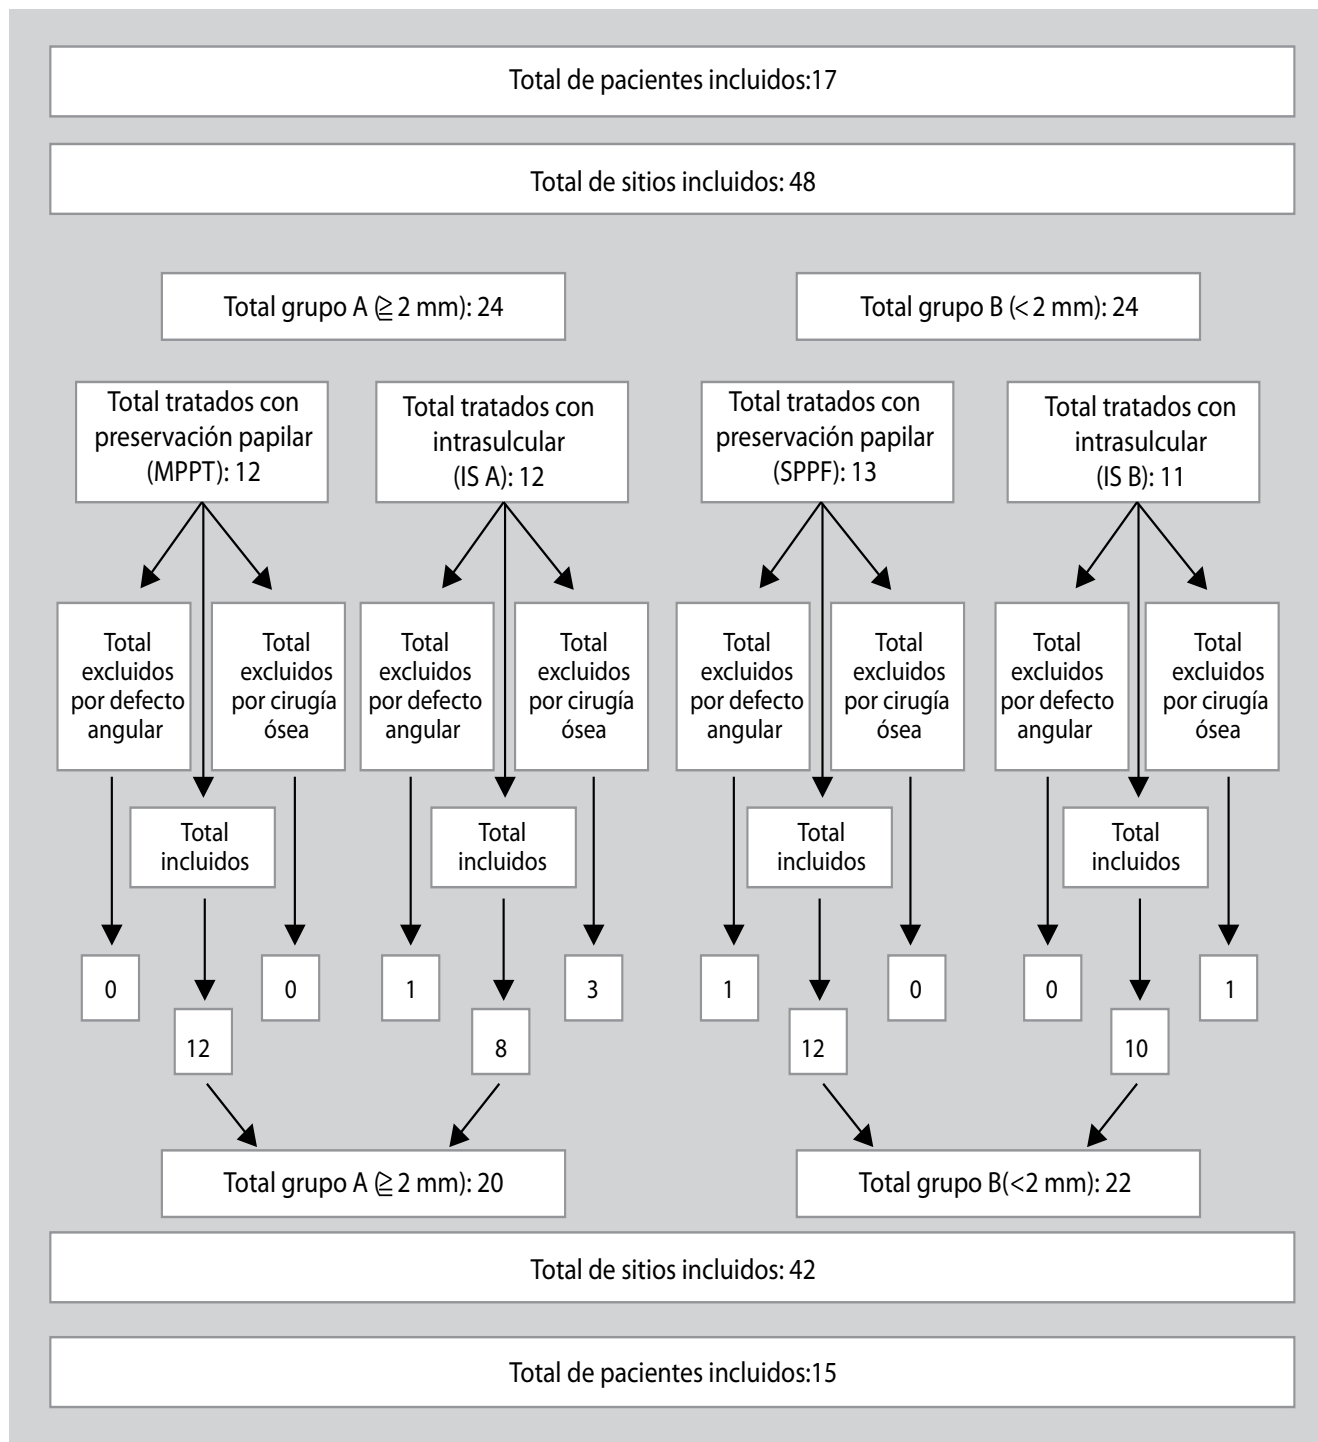 Total de pacientes incluidos:17
Total de sitios incluidos: 48
Total grupo A (≧ 2 mm): 24
Total grupo B (< 2 mm): 24
Total tratados con
preservación papilar
(MPPT): 12
Total tratados con
intrasulcular
(IS A): 12
Total tratados con
preservación papilar
(SPPF): 13
Total tratados con
intrasulcular
(IS B): 11
Total
excluidos
por defecto
angular
Total
excluidos
por cirugía
ósea
Total
excluidos
por defecto
angular
Total
excluidos
por cirugía
ósea
Total
excluidos
por defecto
angular
Total
excluidos
por cirugía
ósea
Total
excluidos
por defecto
angular
Total
excluidos
por cirugía
ósea
Total
incluidos
Total
incluidos
Total
incluidos
Total
incluidos
0
0
1
3
1
0
0
1
12
8
12
10
Total grupo A (≧ 2 mm): 20
Total grupo B(<2 mm): 22
Total de sitios incluidos: 42
Total de pacientes incluidos:15